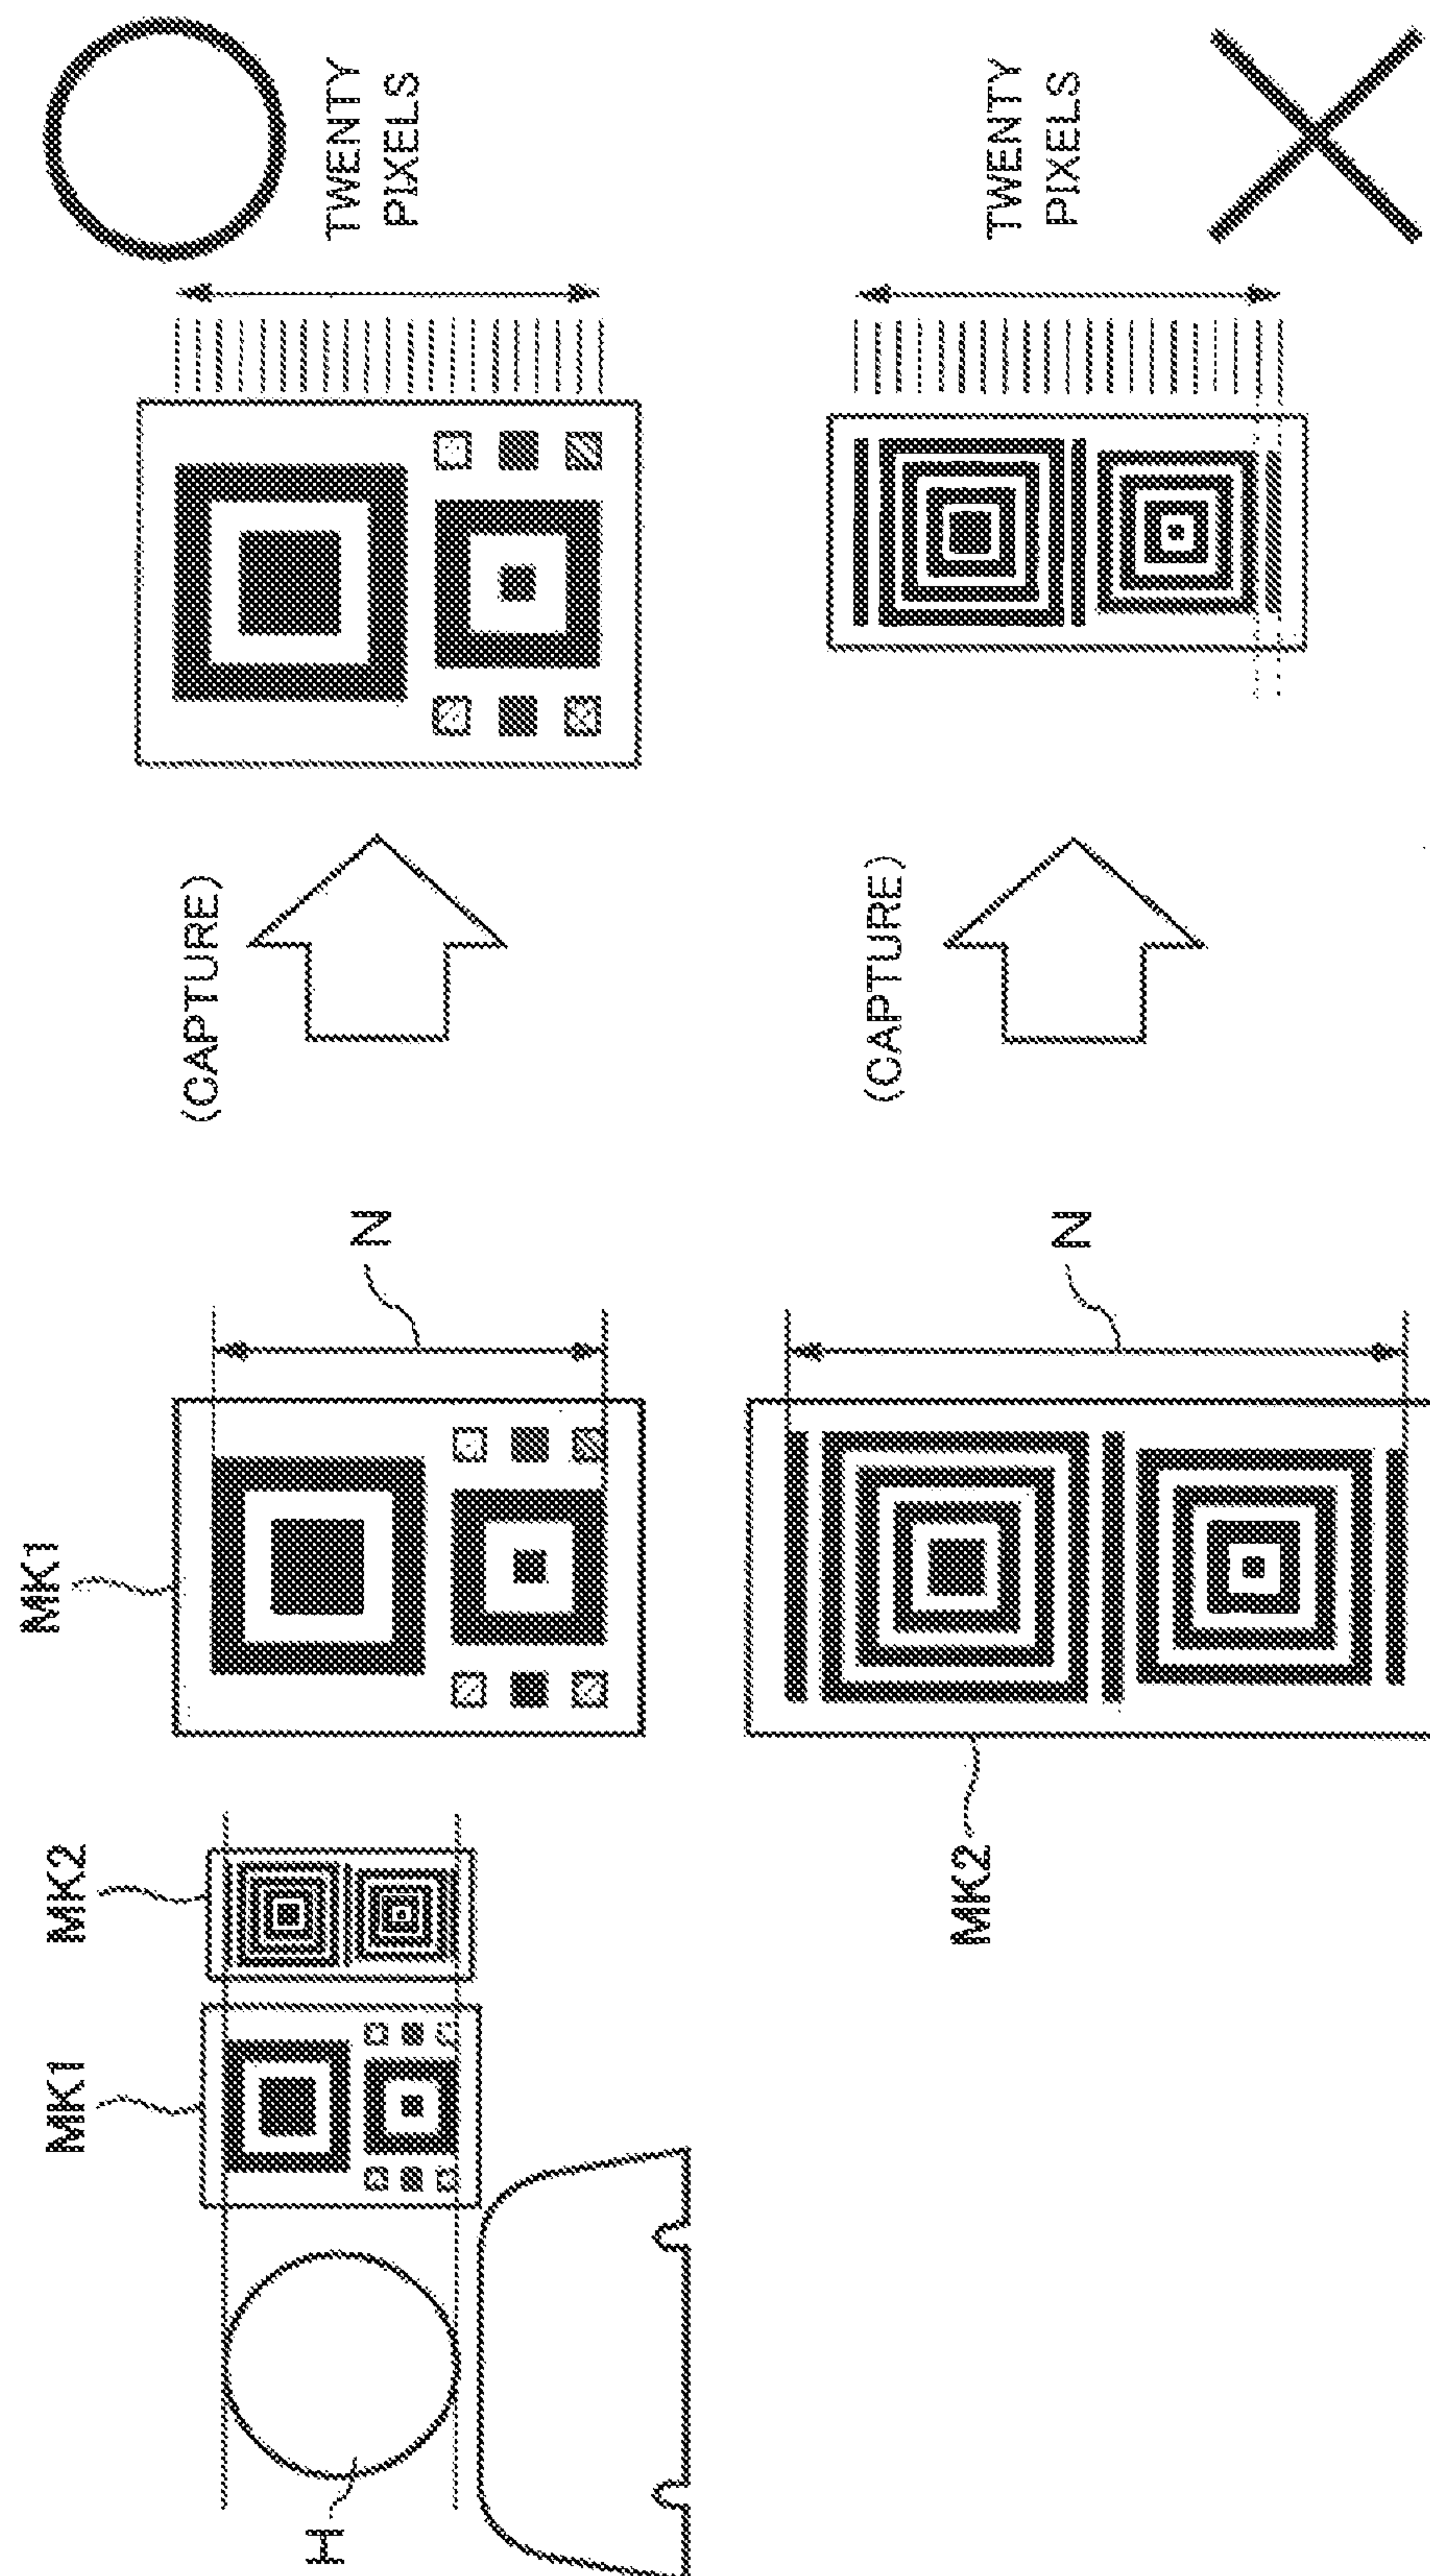 H
MK1
MK2
MK1
N
(CAPTURE)
TWENTY
PIXELS
MK2
N
(CAPTURE)
TWENTY
PIXELS